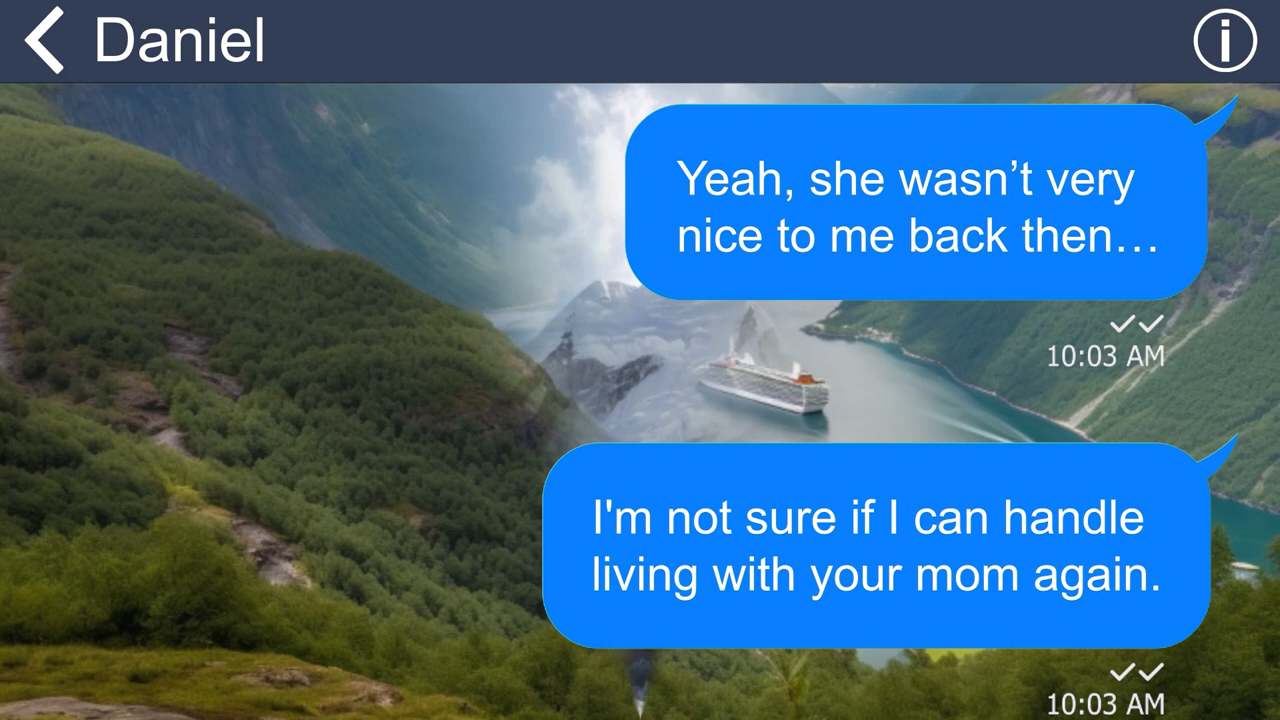 Daniel
Yeah, she wasn’t very
nice to me back then…
10:03 AM
I'm not sure if I can handle
living with your mom again.
10:03 AM